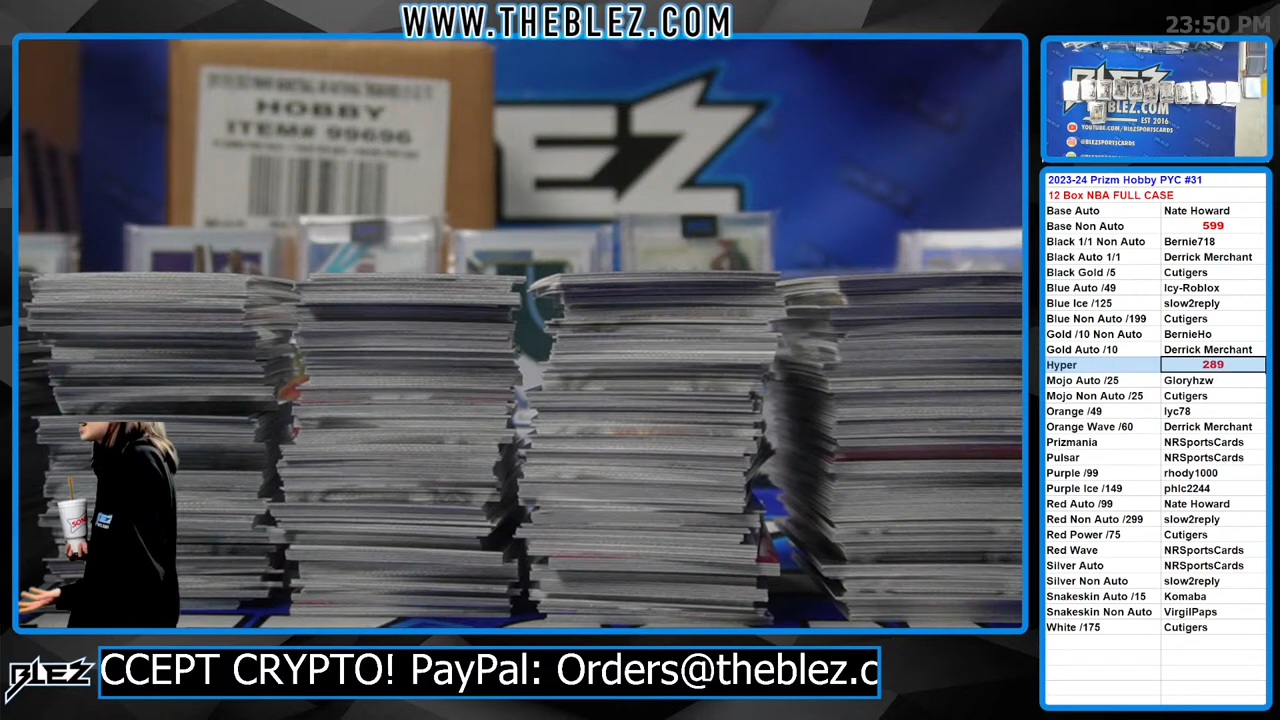 WWW.THEBLEZ.COM
23:50 PM
HOBBY
ITEM# 99696
EZ
BLEZ
BLEZ.COM
EST 2016
YOUTUBE.COM/BLEZSPORTSCARDS
@BLEZSPORTSCARDS
2023-24 Prizm Hobby PYC #31
12 Box NBA FULL CASE
Base Auto Nate Howard
Base Non Auto 599
Black 1/1 Non Auto Bernie718
Black Auto 1/1 Derrick Merchant
Black Gold /5 Cutigers
Blue Auto /49 Icy-Roblox
Blue Ice /125 slow2reply
Blue Non Auto /199 Cutigers
Gold /10 Non Auto BernieHo
Gold Auto /10 Derrick Merchant
Hyper 289
Mojo Auto /25 Gloryhzw
Mojo Non Auto /25 Cutigers
Orange /49 lyc78
Orange Wave /60 Derrick Merchant
Prizmania NRSportsCards
Pulsar NRSportsCards
Purple /99 rhody1000
Purple Ice /149 phlc2244
Red Auto /99 Nate Howard
Red Non Auto /299 slow2reply
Red Power /75 Cutigers
Red Wave NRSportsCards
Silver Auto NRSportsCards
Silver Non Auto slow2reply
Snakeskin Auto /15 Komaba
Snakeskin Non Auto VirgilPaps
White /175 Cutigers
BLEZ
CCEPT CRYPTO! PayPal: Orders@theblez.c